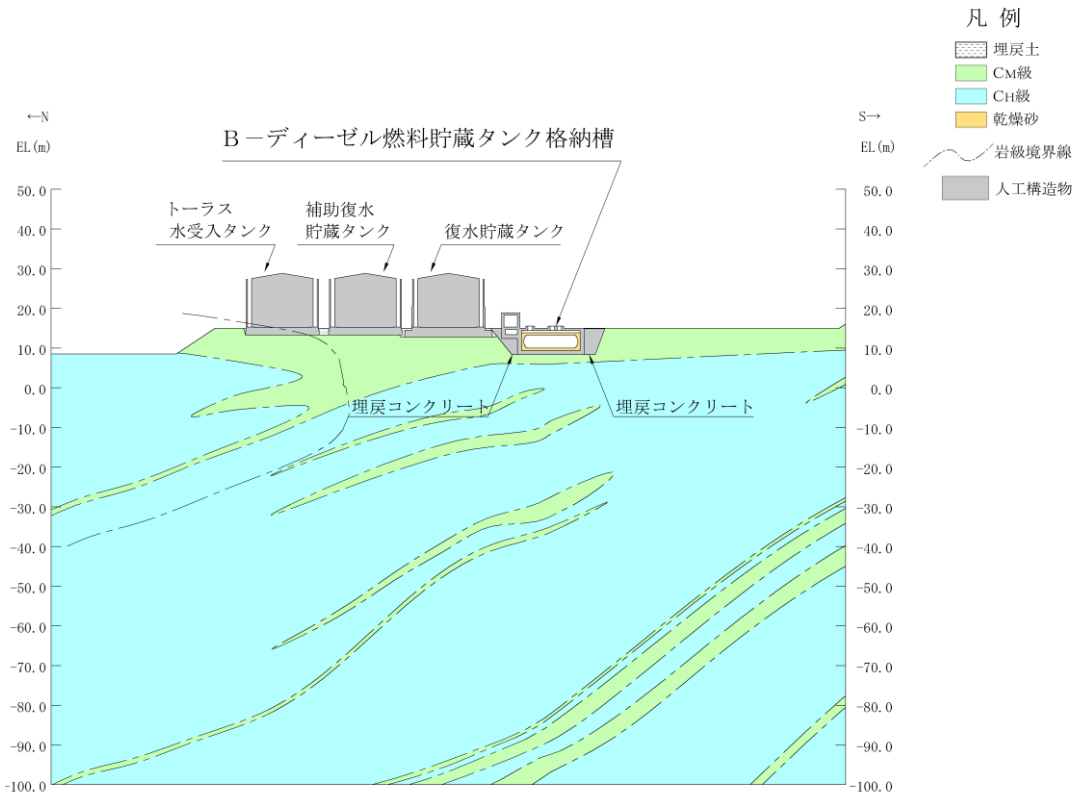 凡 例
埋戻土
CM級
CH級
乾燥砂
岩級境界線
人工構造物
←N
S→
EL(m)
EL(m)
B－ディーゼル燃料貯蔵タンク格納槽
トーラス
水受入タンク
補助復水
貯蔵タンク
復水貯蔵タンク
埋戻コンクリート
埋戻コンクリート
50.0
40.0
30.0
20.0
10.0
0.0
-10.0
-20.0
-30.0
-40.0
-50.0
-60.0
-70.0
-80.0
-90.0
-100.0
50.0
40.0
30.0
20.0
10.0
0.0
-10.0
-20.0
-30.0
-40.0
-50.0
-60.0
-70.0
-80.0
-90.0
-100.0